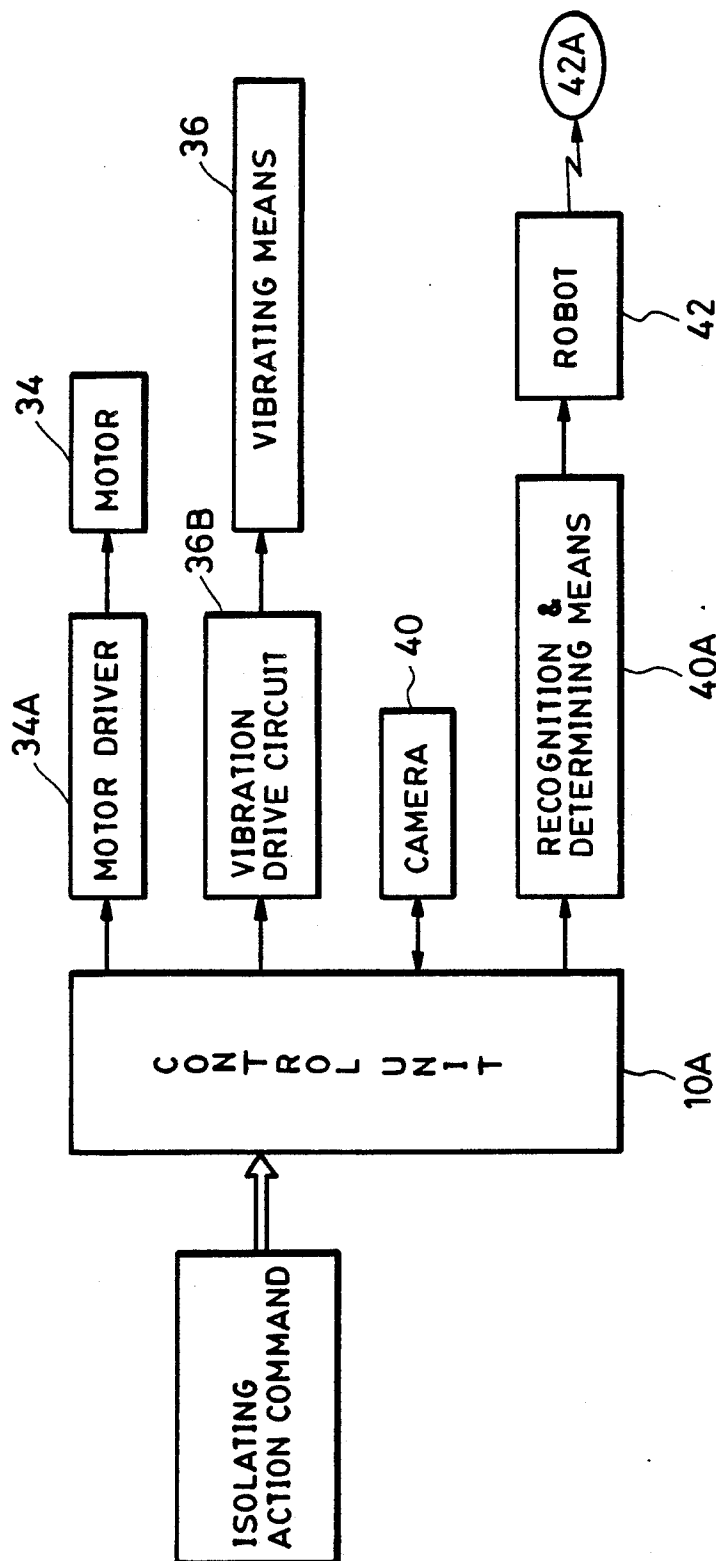 ISOLATING
ACTION COMMAND
CONTROL UNIT
10A
34A
MOTOR DRIVER
34
MOTOR
36B
VIBRATION
DRIVE CIRCUIT
36
VIBRATING MEANS
40
CAMERA
RECOGNITION &
DETERMINING MEANS
40A
ROBOT
42
42A